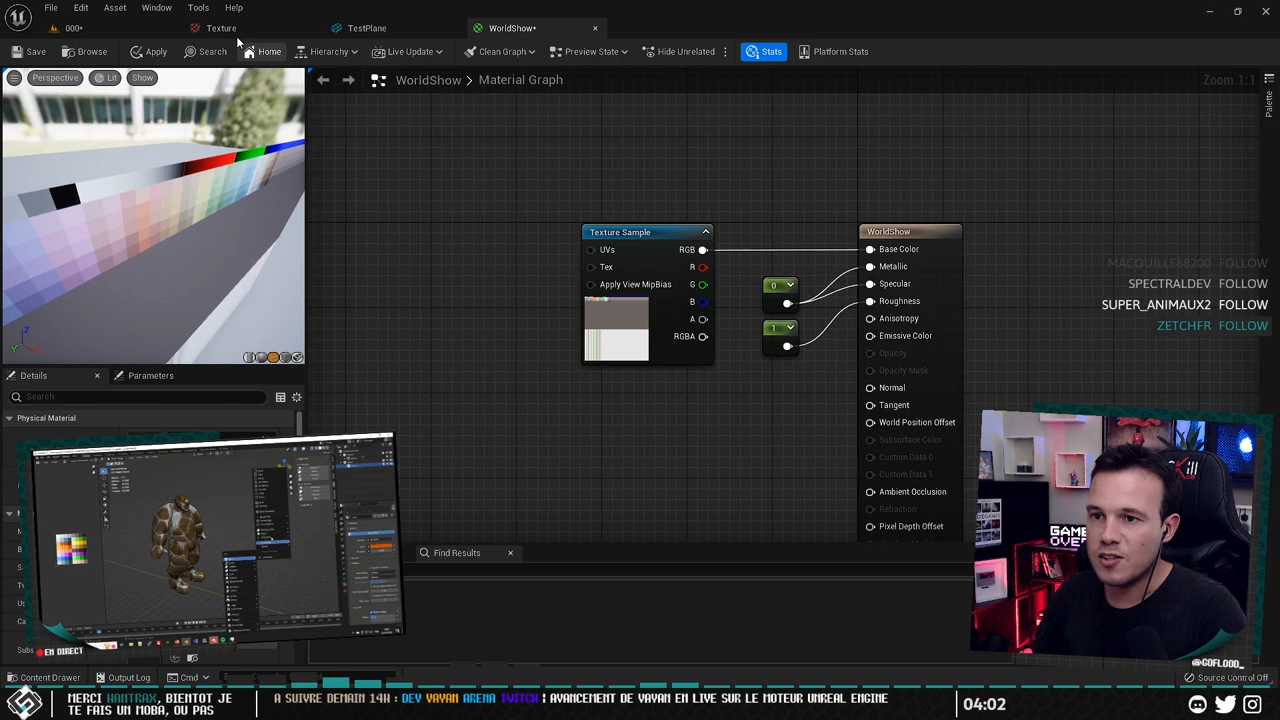 File Edit Asset Window Tools Help
000* Texture TestPlane WorldShow*
Save Browse Apply Search Home Hierarchy Live Update Clean Graph Preview State Hide Unrelated Stats Platform Stats
Perspective Lit Show
WorldShow > Material Graph Zoom 1:1
Palette
Texture Sample
UVs RGB
Tex R
Apply View MipBias G
B
A
RGBA
0
1
WorldShow
Base Color
Metallic
Specular
Roughness
Anisotropy
Emissive Color
Opacity
Opacity Mask
Normal
Tangent
World Position Offset
Subsurface Color
Custom Data 0
Custom Data 1
Ambient Occlusion
Refraction
Pixel Depth Offset
MACOUILLE68200 FOLLOW
SPECTRALDEV FOLLOW
SUPER_ANIMAUX2 FOLLOW
ZETCHFR FOLLOW
Details Parameters
Search
Physical Material
Find Results
GAME
OVER
EN DIRECT
@GOFLOOD_
Content Drawer Output Log Cmd Source Control Off
MERCI HANTRAX, BIENTOT JE
TE FAIS UN MOBA, OU PAS
A SUIVRE DEMAIN 14H : DEV VAYAN ARENA TWITCH | AVANCEMENT DE VAYAN EN LIVE SUR LE MOTEUR UNREAL ENGINE
04:02